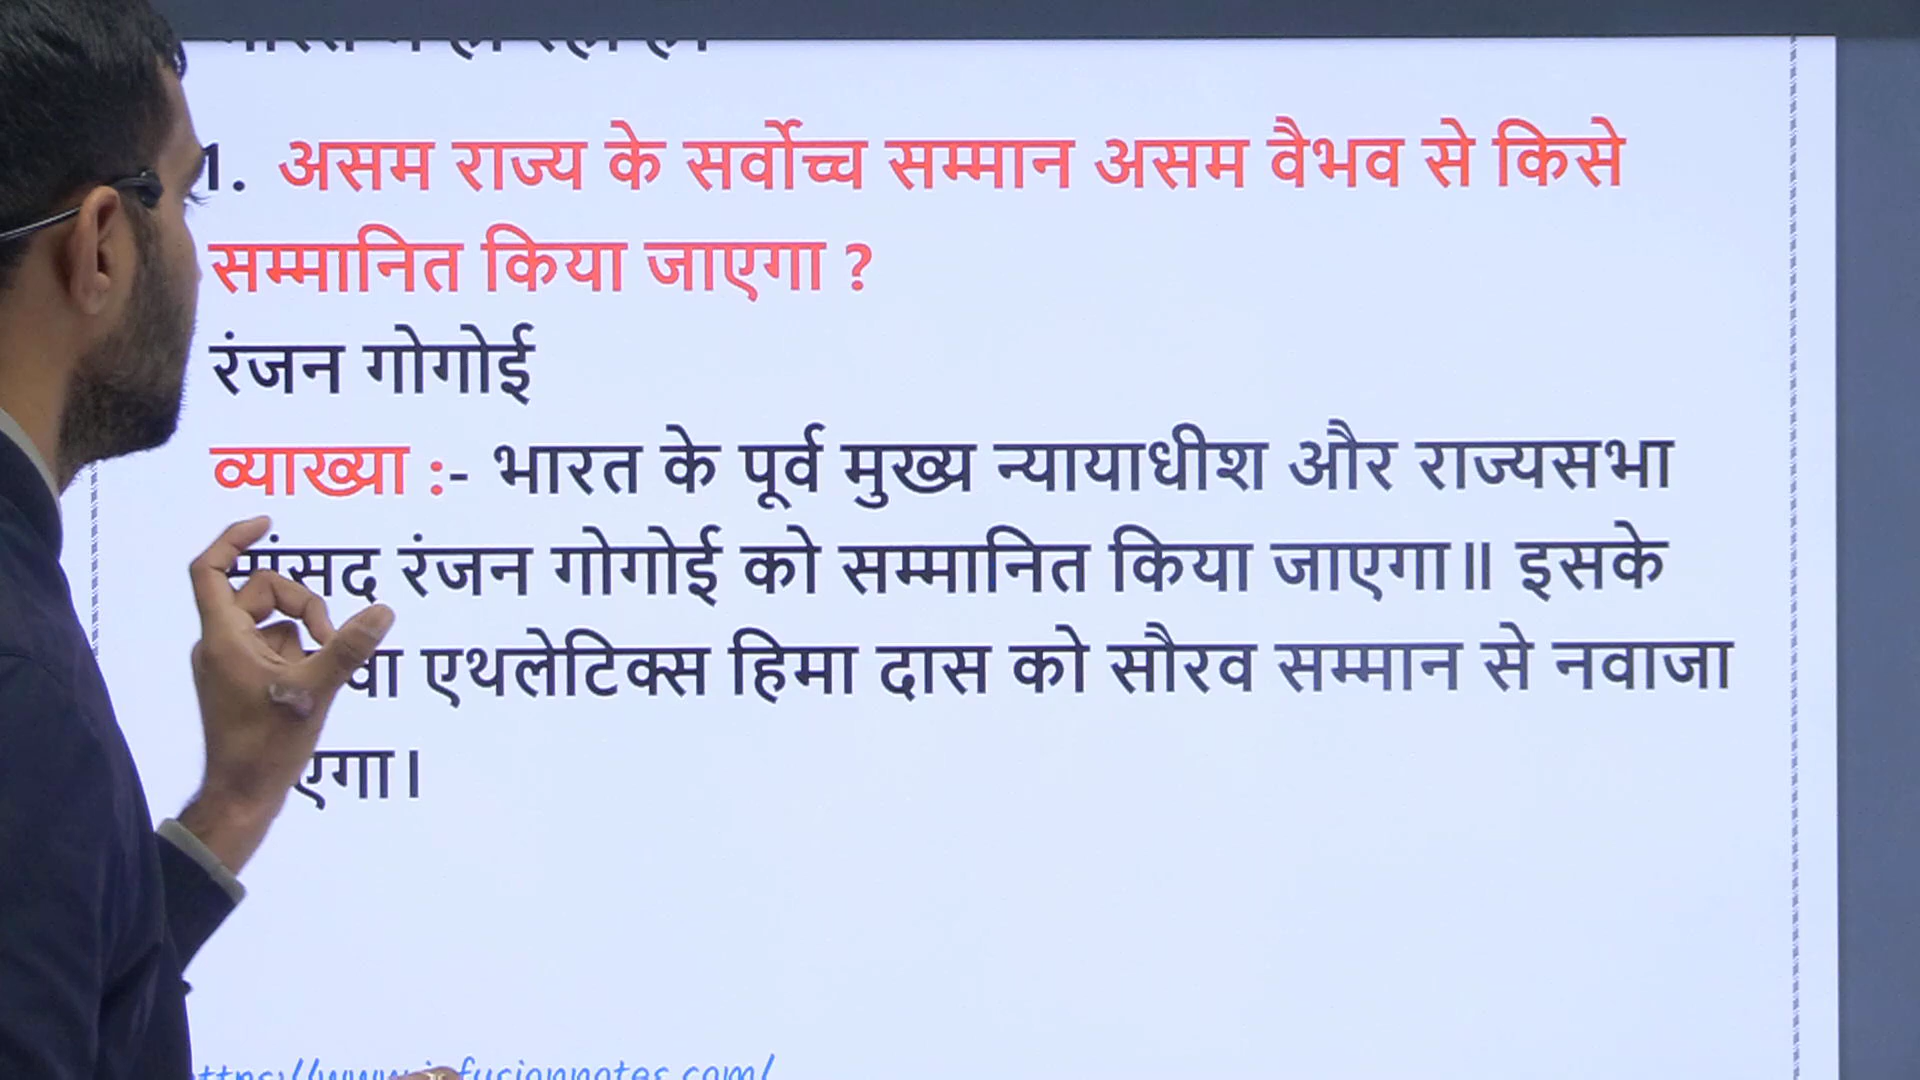 1. असम राज्य के सर्वोच्च सम्मान असम वैभव से किसे
सम्मानित किया जाएगा ?
रंजन गोगोई
व्याख्या :- भारत के पूर्व मुख्य न्यायाधीश और राज्यसभा
सांसद रंजन गोगोई को सम्मानित किया जाएगा॥ इसके
एथलेटिक्स हिमा दास को सौरव सम्मान से नवाजा